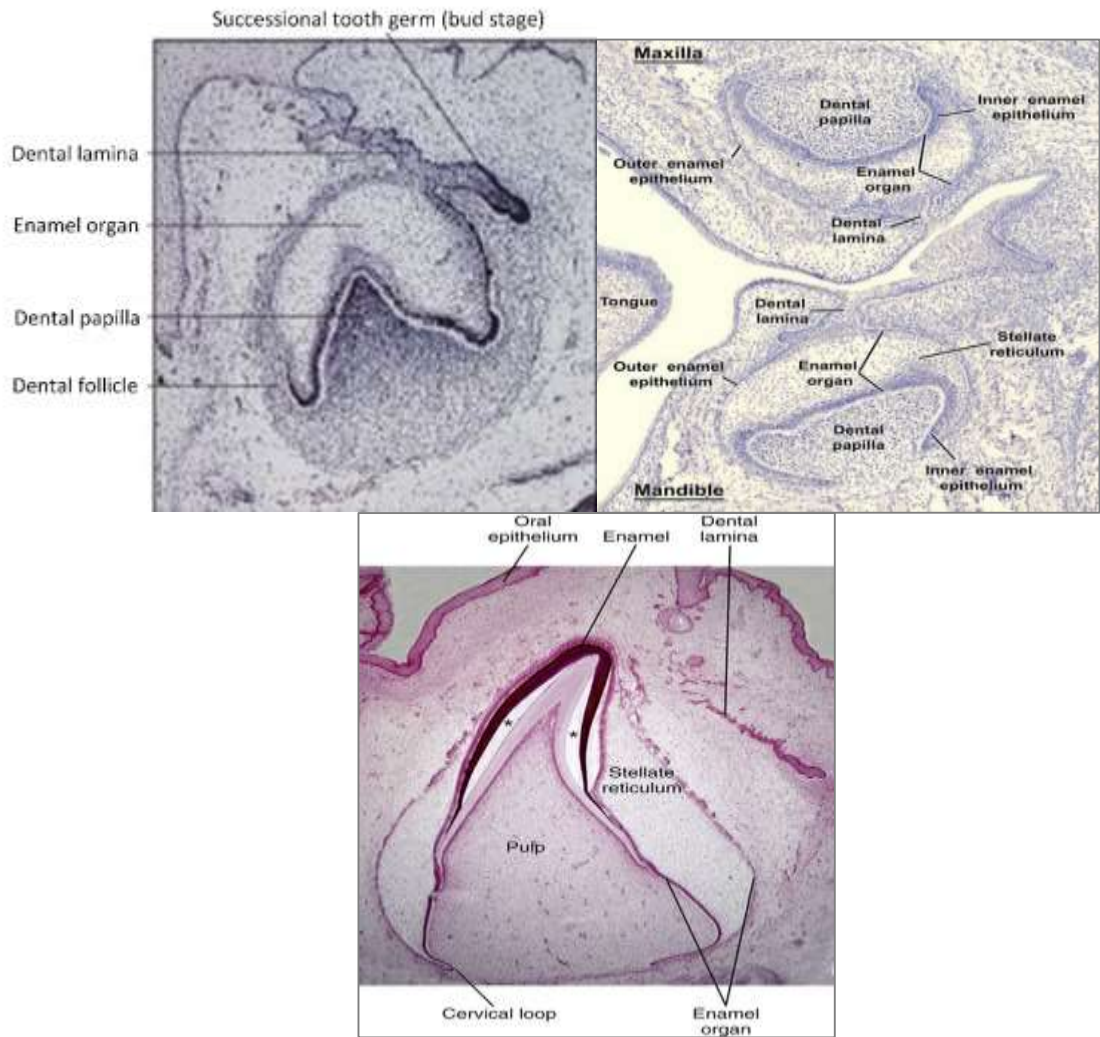 Successional tooth germ (bud stage)
Dental lamina
Enamel organ
Dental papilla
Dental follicle
Maxilla
Dental
papilla
Inner enamel
epithelium
Outer enamel
epithelium
Enamel
organ
Dental
lamina
Tongue
Dental
lamina
Stellate
reticulum
Outer enamel
epithelium
Enamel
organ
Dental
papilla
Inner enamel
epithelium
Mandible
Oral
epithelium
Enamel
Dental
lamina
*
*
Stellate
reticulum
Pulp
Cervical loop
Enamel
organ